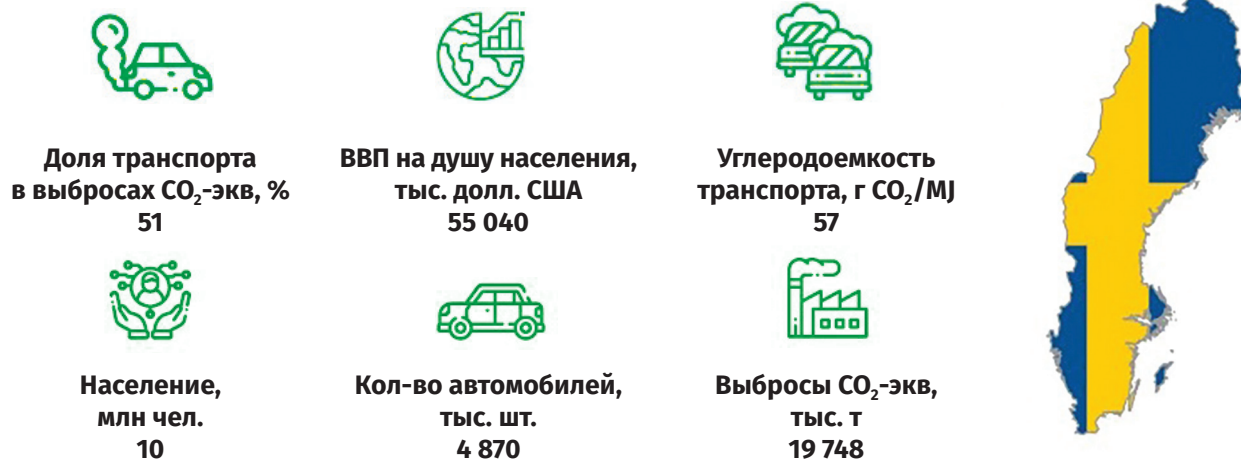 Доля транспорта
в выбросах CO₂-экв, %
51
ВВП на душу населения,
тыс. долл. США
55 040
Углеродоемкость
транспорта, г CO₂/MJ
57
Население,
млн чел.
10
Кол-во автомобилей,
тыс. шт.
4 870
Выбросы CO₂-экв,
тыс. т
19 748